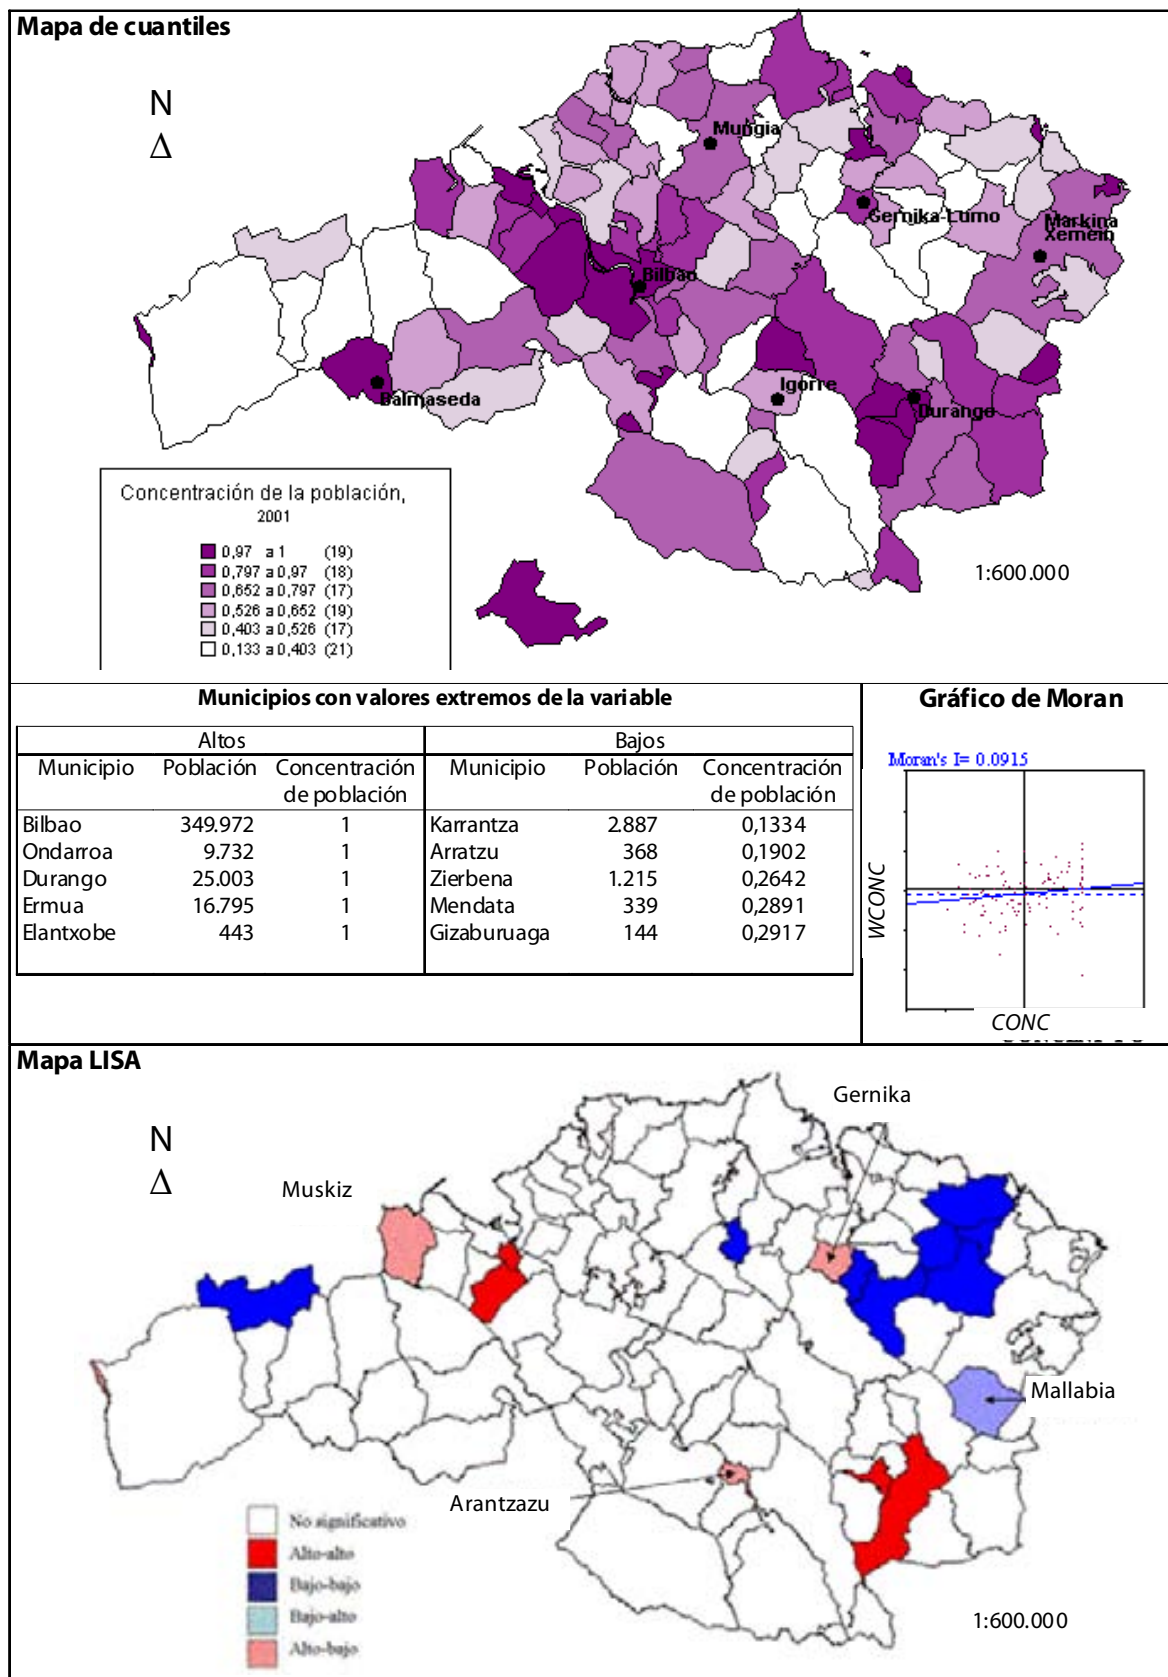 Mapa de cuantiles
N
Δ
Mungia
Gernika-Lumo
Markina
Xemein
Bilbao
Balmaseda
Igorre
Durango
Concentración de la población,
2001
0,97 a 1 (19)
0,797 a 0,97 (18)
0,652 a 0,797 (17)
0,526 a 0,652 (19)
0,403 a 0,526 (17)
0,133 a 0,403 (21)
1:600.000
Municipios con valores extremos de la variable
Altos Bajos
Municipio Población Concentración de población Municipio Población Concentración de población
Bilbao 349.972 1 Karrantza 2.887 0,1334
Ondarroa 9.732 1 Arratzu 368 0,1902
Durango 25.003 1 Zierbena 1.215 0,2642
Ermua 16.795 1 Mendata 339 0,2891
Elantxobe 443 1 Gizaburuaga 144 0,2917
Gráfico de Moran
Moran's I= 0.0915
WCONC
CONC
Mapa LISA
N
Δ
Gernika
Muskiz
Mallabia
Arantzazu
No significativo
Alto-alto
Bajo-bajo
Bajo-alto
Alto-bajo
1:600.000